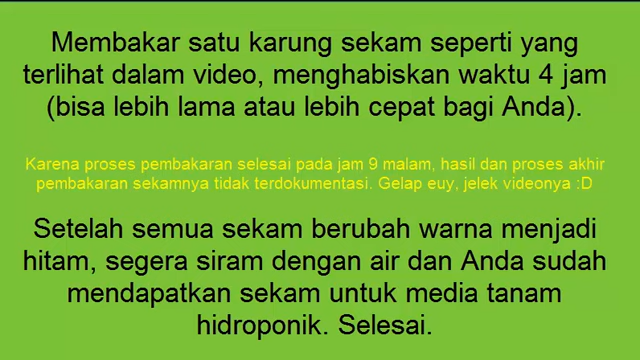 Membakar satu karung sekam seperti yang
terlihat dalam video, menghabiskan waktu 4 jam
(bisa lebih lama atau lebih cepat bagi Anda).
Karena proses pembakaran selesai pada jam 9 malam, hasil dan proses akhir
pembakaran sekamnya tidak terdokumentasi. Gelap euy, jelek videonya :D
Setelah semua sekam berubah warna menjadi
hitam, segera siram dengan air dan Anda sudah
mendapatkan sekam untuk media tanam
hidroponik. Selesai.